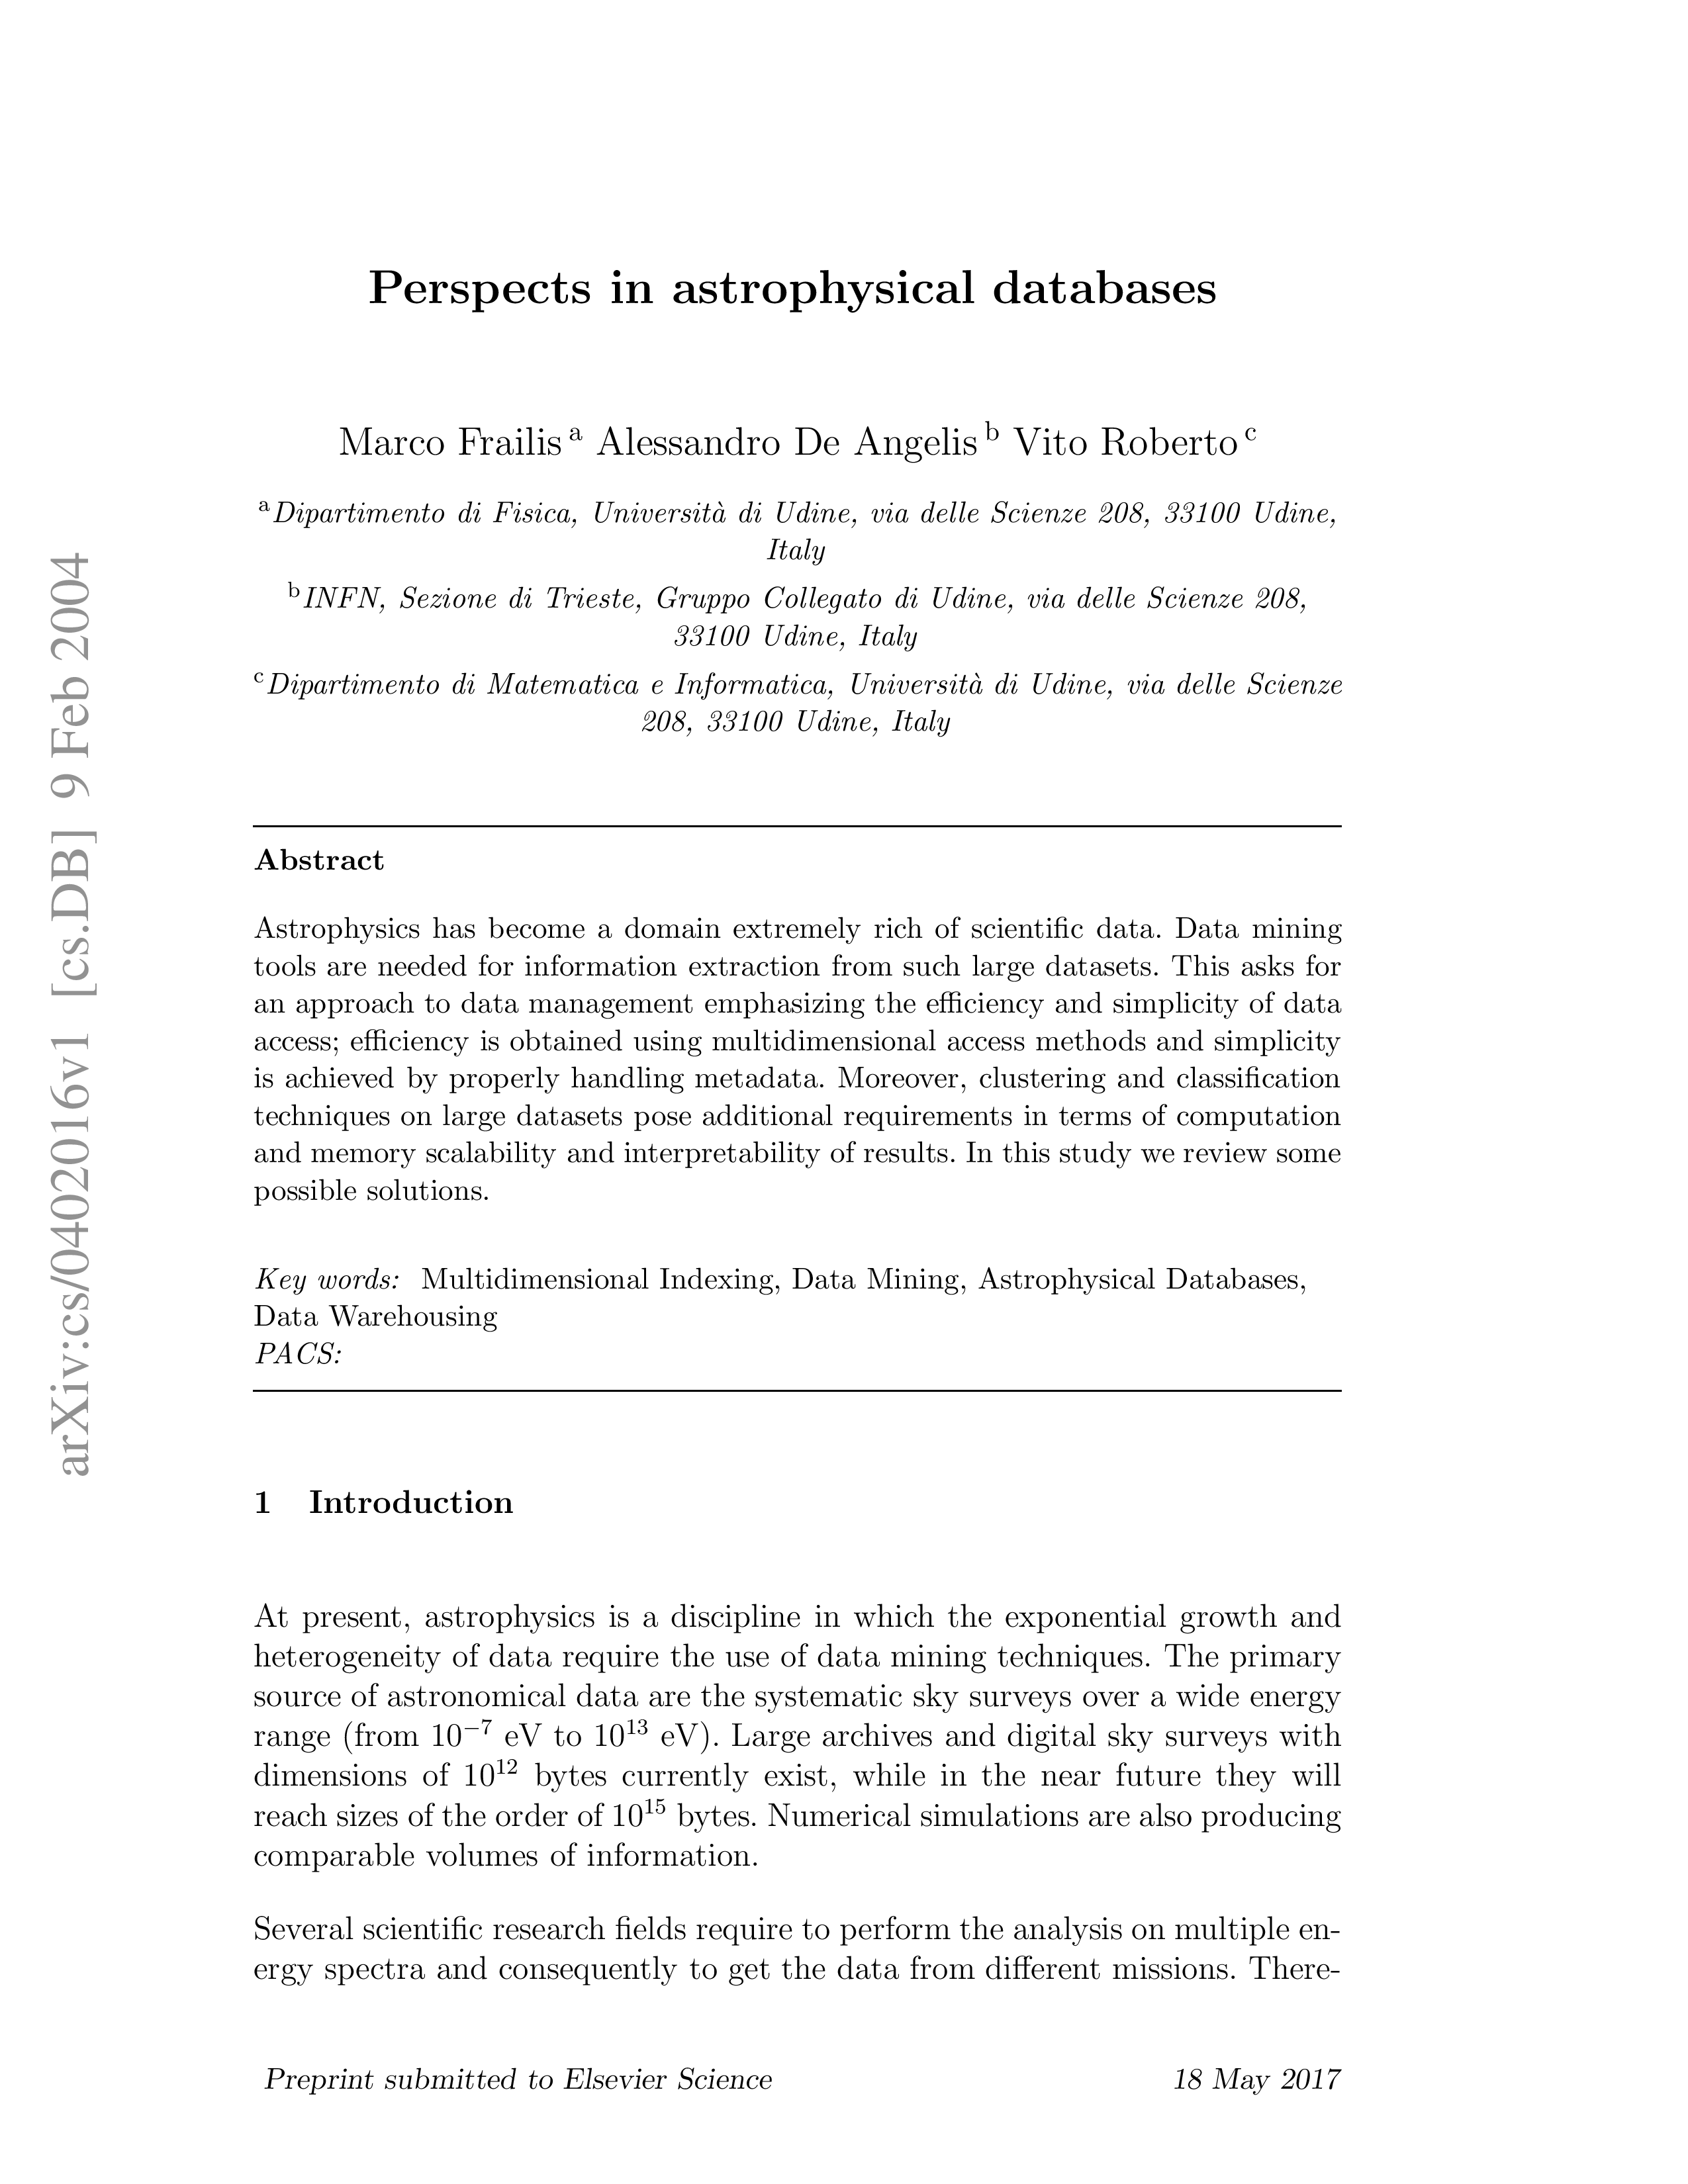 Perspects in astrophysical databases
Marco Frailis a Alessandro De Angelis b Vito Roberto c
a Dipartimento di Fisica, Università di Udine, via delle Scienze 208, 33100 Udine,
Italy
b INFN, Sezione di Trieste, Gruppo Collegato di Udine, via delle Scienze 208,
33100 Udine, Italy
c Dipartimento di Matematica e Informatica, Università di Udine, via delle Scienze
208, 33100 Udine, Italy
arXiv:cs/0402016v1 [cs.DB] 9 Feb 2004
Abstract
Astrophysics has become a domain extremely rich of scientific data. Data mining
tools are needed for information extraction from such large datasets. This asks for
an approach to data management emphasizing the efficiency and simplicity of data
access; efficiency is obtained using multidimensional access methods and simplicity
is achieved by properly handling metadata. Moreover, clustering and classification
techniques on large datasets pose additional requirements in terms of computation
and memory scalability and interpretability of results. In this study we review some
possible solutions.
Key words: Multidimensional Indexing, Data Mining, Astrophysical Databases,
Data Warehousing
PACS:
1 Introduction
At present, astrophysics is a discipline in which the exponential growth and
heterogeneity of data require the use of data mining techniques. The primary
source of astronomical data are the systematic sky surveys over a wide energy
range (from 10⁻⁷ eV to 10¹³ eV). Large archives and digital sky surveys with
dimensions of 10¹² bytes currently exist, while in the near future they will
reach sizes of the order of 10¹⁵ bytes. Numerical simulations are also producing
comparable volumes of information.
Several scientific research fields require to perform the analysis on multiple en-
ergy spectra and consequently to get the data from different missions. There-
Preprint submitted to Elsevier Science 18 May 2017